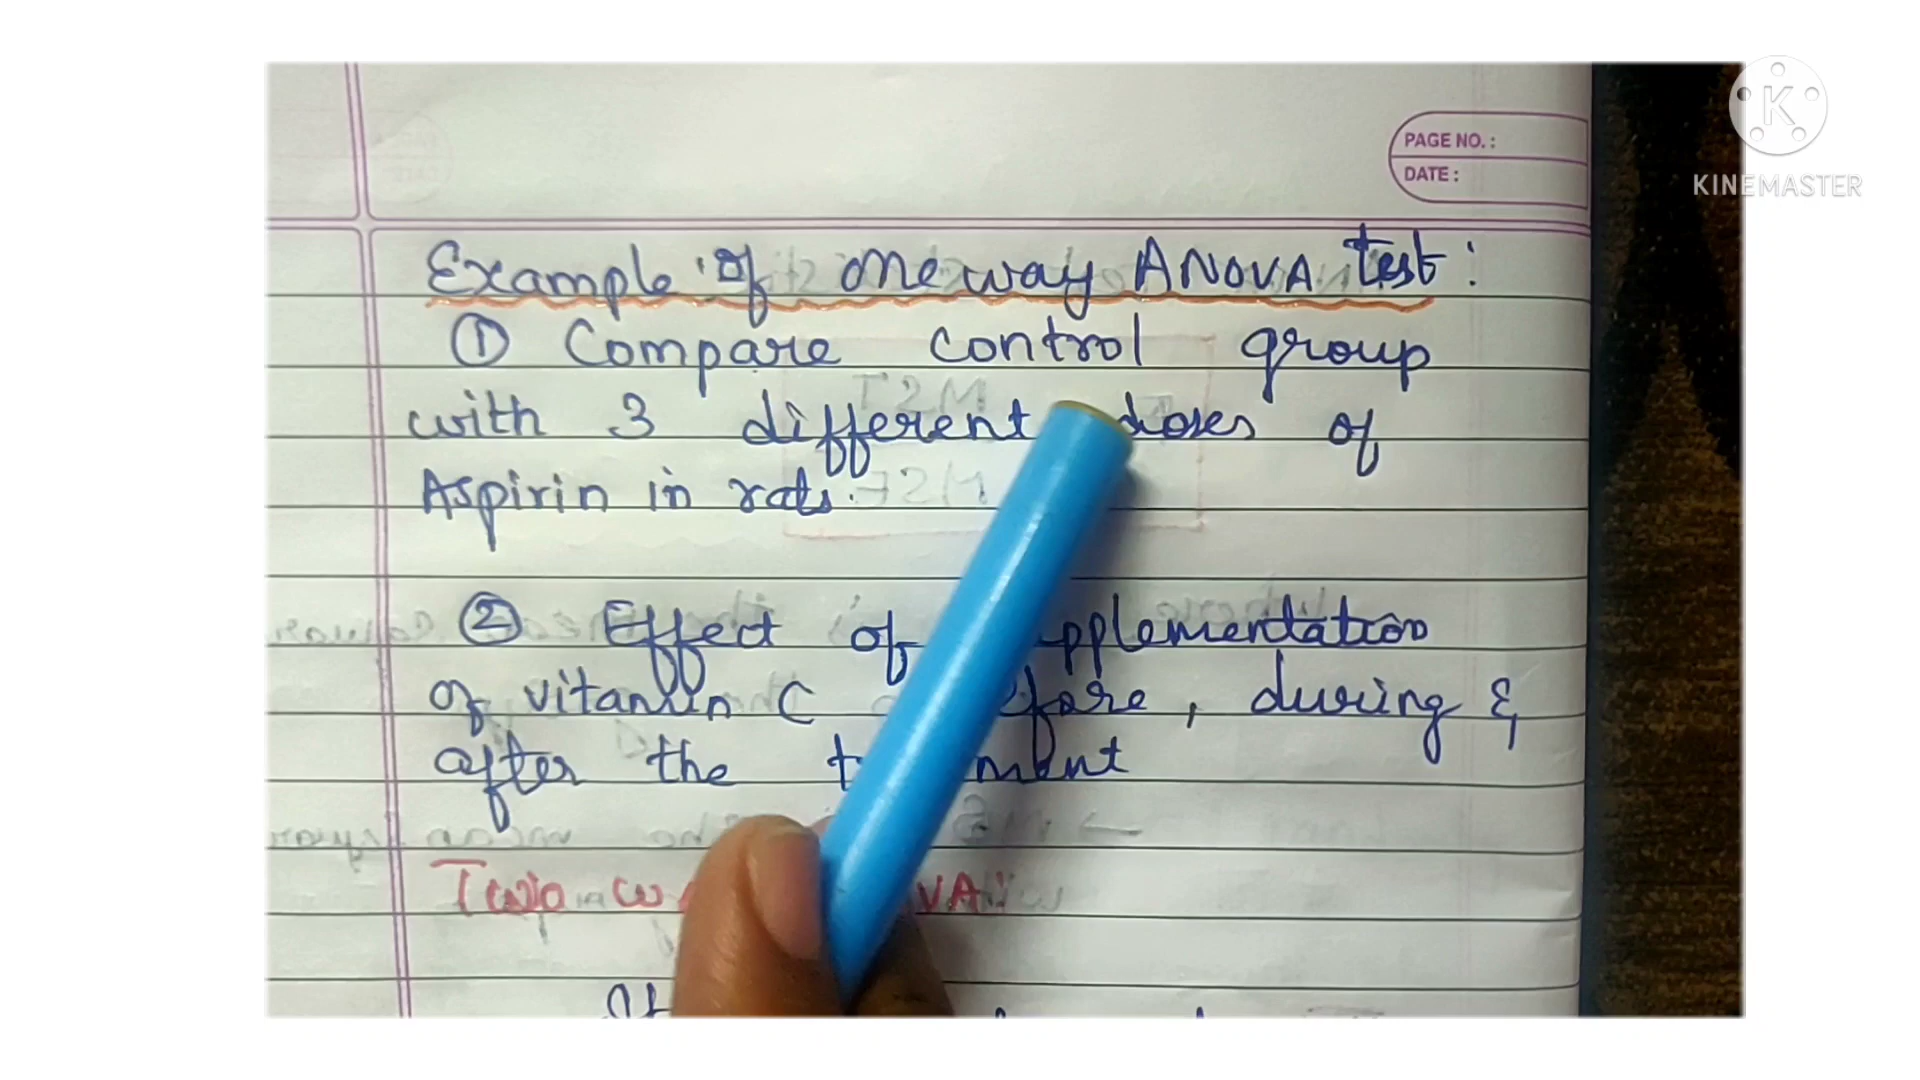 PAGE NO. :
DATE :
KINEMASTER
Example of one way ANOVA test :
① Compare control group
with 3 different doses of
Aspirin in rats.
② Effect of
of vitamin C , during &
after the
Two